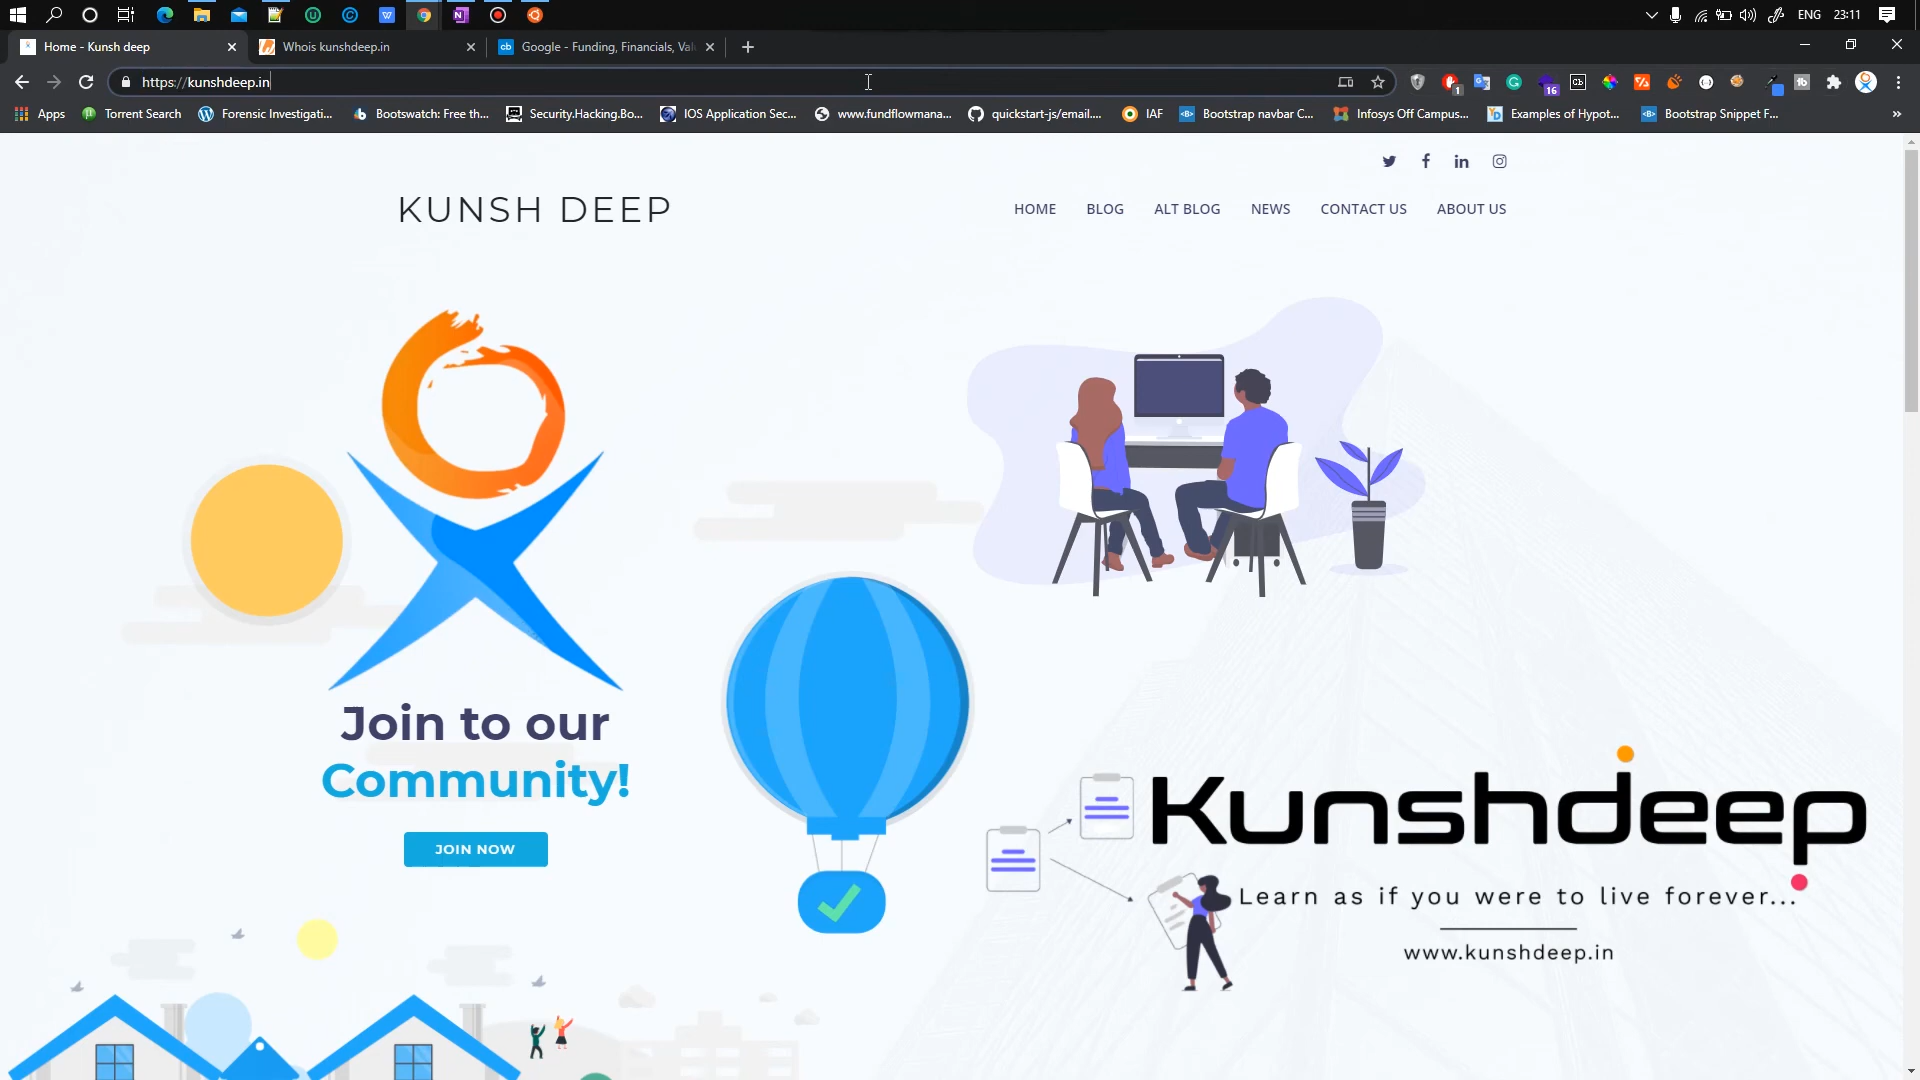 ENG
23:11
Home - Kunsh deep
Whois kunshdeep.in
Google - Funding, Financials, Val
https://kunshdeep.in
1
16
Apps
Torrent Search
Forensic Investigati...
Bootswatch: Free th...
Security.Hacking.Bo...
IOS Application Sec...
www.fundflowmana...
quickstart-js/email....
IAF
Bootstrap navbar C...
Infosys Off Campus...
Examples of Hypot...
Bootstrap Snippet F...
KUNSH DEEP
HOME
BLOG
ALT BLOG
NEWS
CONTACT US
ABOUT US
Join to our
Community!
JOIN NOW
Kunshdeep
Learn as if you were to live forever...
www.kunshdeep.in